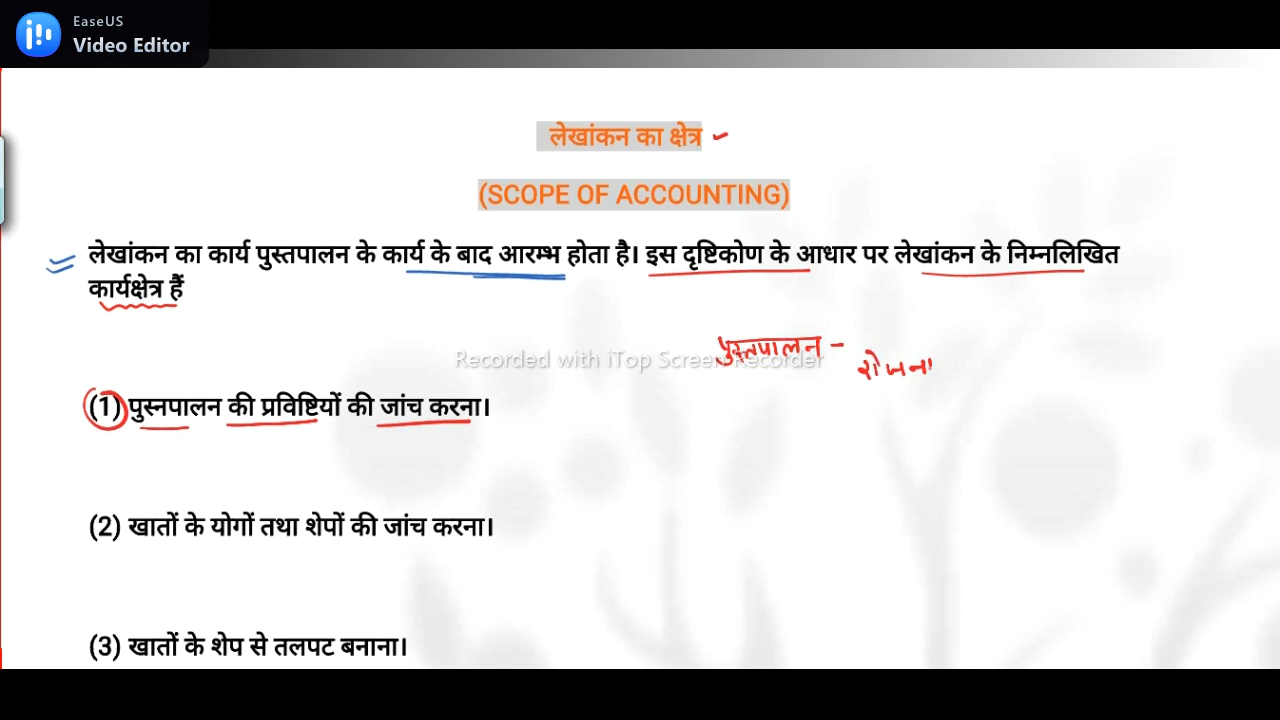 EaseUS
Video Editor
लेखांकन का क्षेत्र
(SCOPE OF ACCOUNTING)
लेखांकन का कार्य पुस्तपालन के कार्य के बाद आरम्भ होता है। इस दृष्टिकोण के आधार पर लेखांकन के निम्नलिखित
कार्यक्षेत्र हैं
पुस्तपालन -
Recorded with iTop Screen Recorder
रोजना
(1) पुस्नपालन की प्रविष्टियों की जांच करना।
(2) खातों के योगों तथा शेपों की जांच करना।
(3) खातों के शेप से तलपट बनाना।